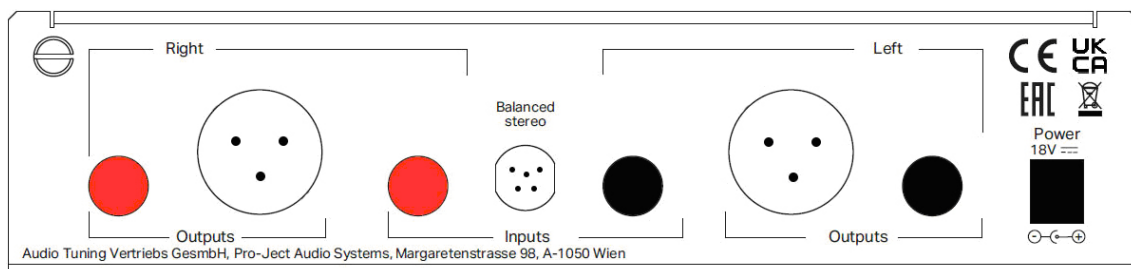 Right
Left
Balanced
stereo
CE
UK
CA
EAC
Power
18V
Outputs
Inputs
Outputs
Audio Tuning Vertriebs GesmbH, Pro-Ject Audio Systems, Margaretenstrasse 98, A-1050 Wien